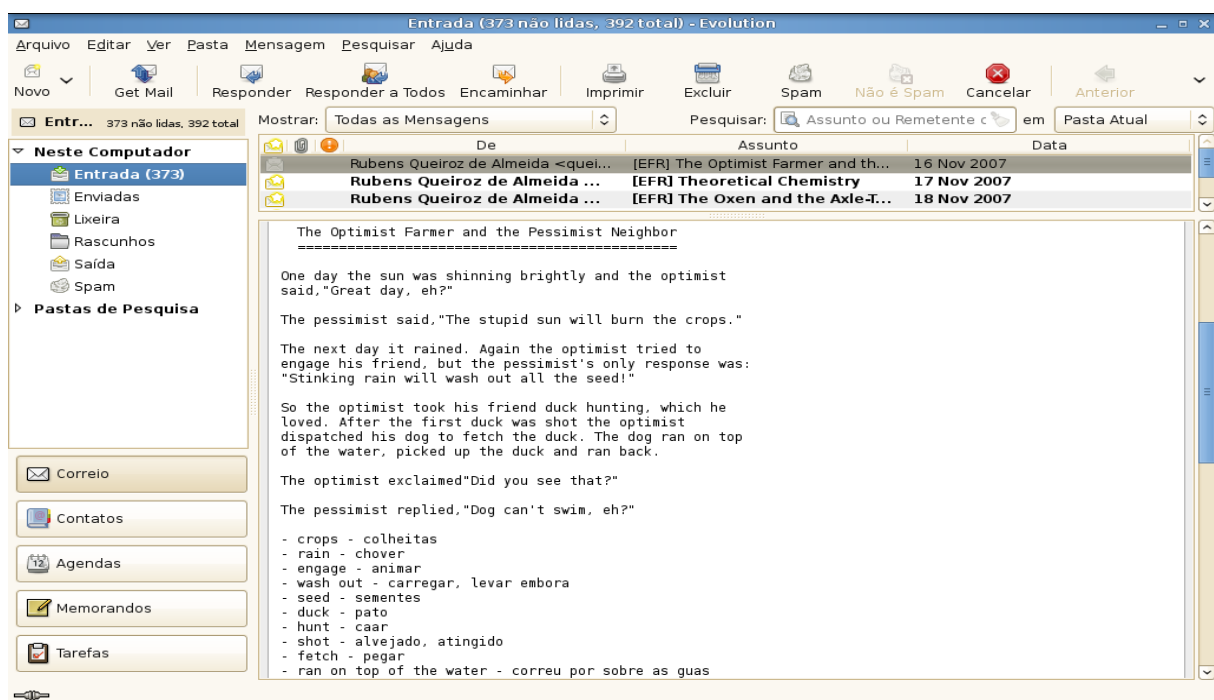 Entrada (373 não lidas, 392 total) - Evolution
Arquivo Editar Ver Pasta Mensagem Pesquisar Ajuda
Novo Get Mail Responder Responder a Todos Encaminhar Imprimir Excluir Spam Não é Spam Cancelar Anterior
Entr... 373 não lidas, 392 total Mostrar: Todas as Mensagens Pesquisar: Assunto ou Remetente c em Pasta Atual
Neste Computador
Entrada (373)
Enviadas
Lixeira
Rascunhos
Saída
Spam
Pastas de Pesquisa
Correio
Contatos
12 Agendas
Memorandos
Tarefas
De Assunto Data
Rubens Queiroz de Almeida <quei... [EFR] The Optimist Farmer and th... 16 Nov 2007
Rubens Queiroz de Almeida ... [EFR] Theoretical Chemistry 17 Nov 2007
Rubens Queiroz de Almeida ... [EFR] The Oxen and the Axle-T... 18 Nov 2007
The Optimist Farmer and the Pessimist Neighbor
==============================================
One day the sun was shinning brightly and the optimist
said,"Great day, eh?"
The pessimist said,"The stupid sun will burn the crops."
The next day it rained. Again the optimist tried to
engage his friend, but the pessimist's only response was:
"Stinking rain will wash out all the seed!"
So the optimist took his friend duck hunting, which he
loved. After the first duck was shot the optimist
dispatched his dog to fetch the duck. The dog ran on top
of the water, picked up the duck and ran back.
The optimist exclaimed"Did you see that?"
The pessimist replied,"Dog can't swim, eh?"
- crops - colheitas
- rain - chover
- engage - animar
- wash out - carregar, levar embora
- seed - sementes
- duck - pato
- hunt - caar
- shot - alvejado, atingido
- fetch - pegar
- ran on top of the water - correu por sobre as guas